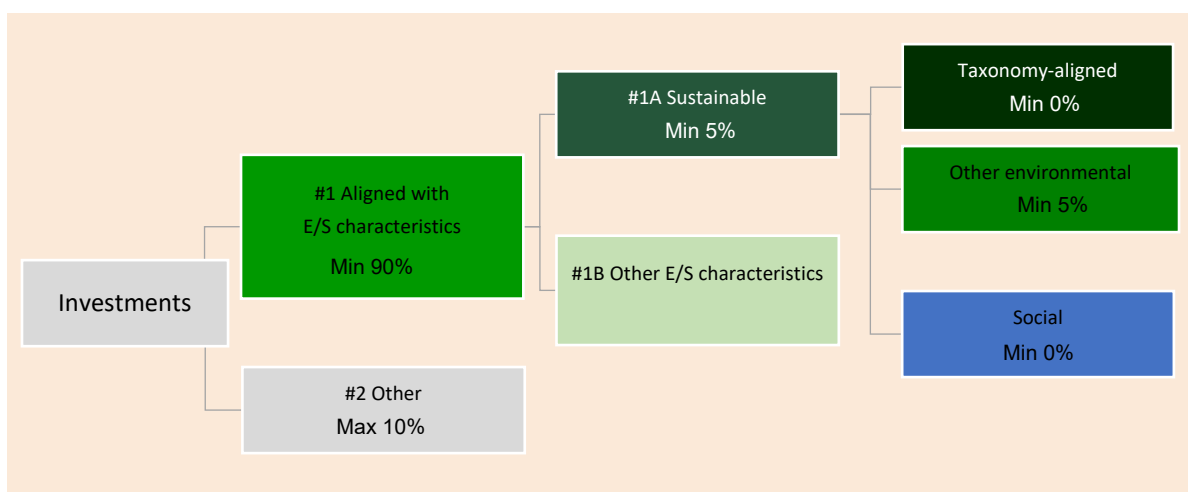 Investments
#1 Aligned with
E/S characteristics
Min 90%
#2 Other
Max 10%
#1A Sustainable
Min 5%
#1B Other E/S characteristics
Taxonomy-aligned
Min 0%
Other environmental
Min 5%
Social
Min 0%